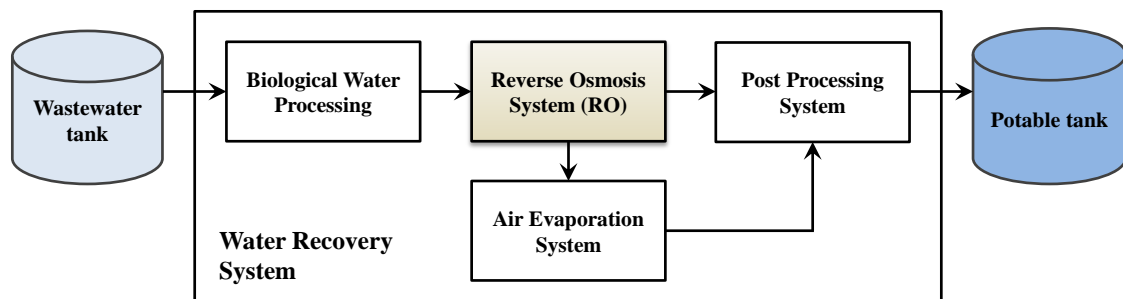 Wastewater
tank
Biological Water
Processing
Reverse Osmosis
System (RO)
Post Processing
System
Potable tank
Air Evaporation
System
Water Recovery
System